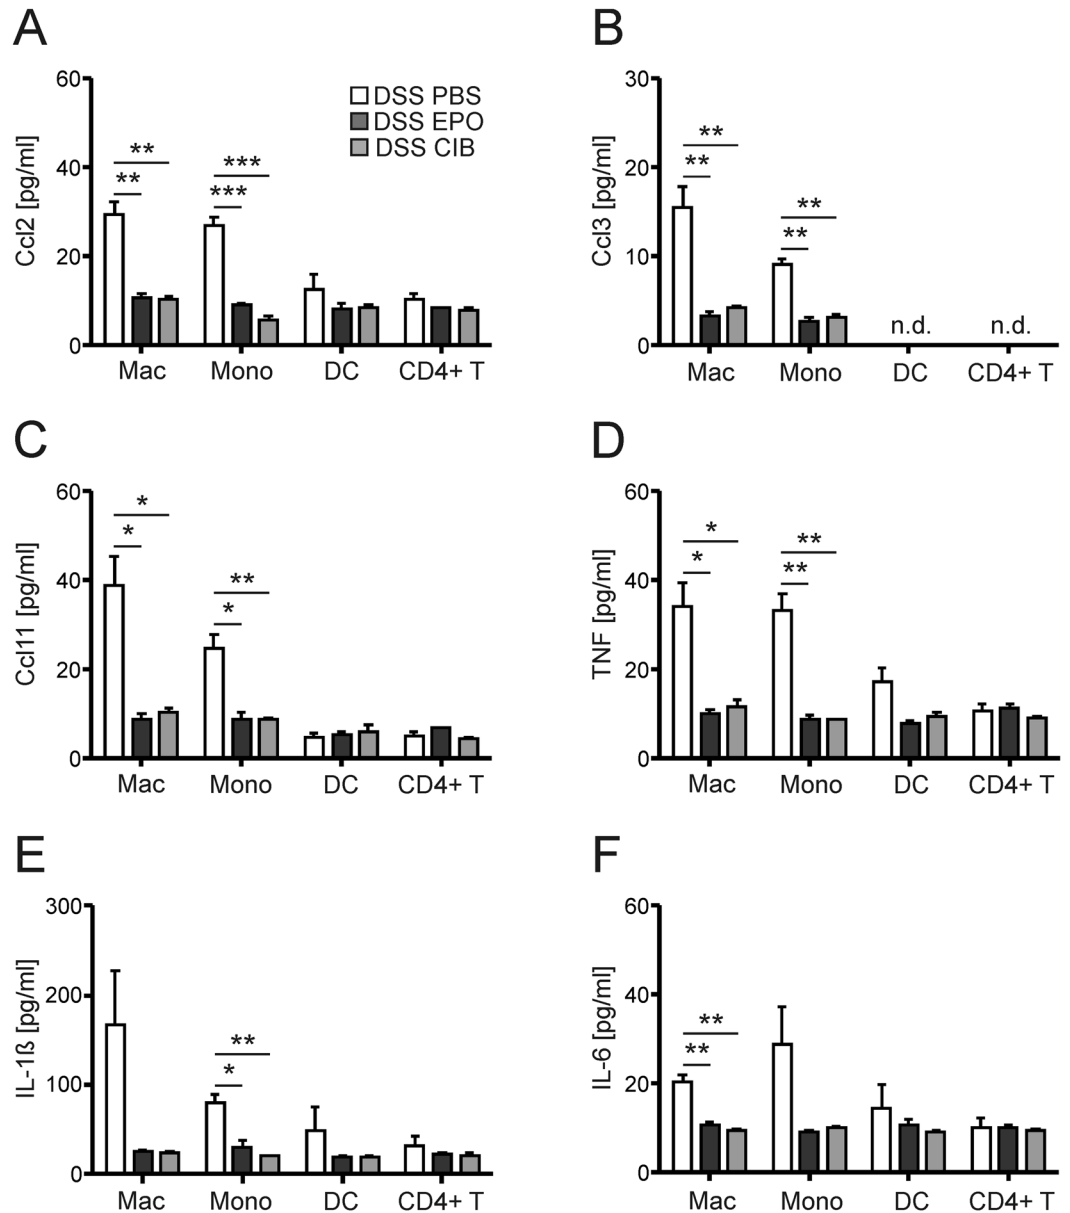 A
Ccl2 [pg/ml]
60
40
20
0
DSS PBS
DSS EPO
DSS CIB
**
**
***
***
Mac Mono DC CD4+ T
B
Ccl3 [pg/ml]
30
20
10
0
**
**
**
**
n.d. n.d.
Mac Mono DC CD4+ T
C
Ccl11 [pg/ml]
60
40
20
0
*
*
**
*
Mac Mono DC CD4+ T
D
TNF [pg/ml]
60
40
20
0
*
*
**
**
Mac Mono DC CD4+ T
E
IL-1ß [pg/ml]
300
200
100
0
**
*
Mac Mono DC CD4+ T
F
IL-6 [pg/ml]
60
40
20
0
**
**
Mac Mono DC CD4+ T